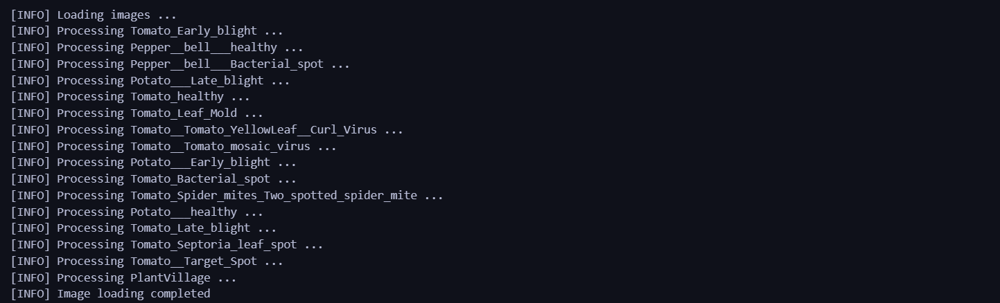 [INFO] Loading images ...
[INFO] Processing Tomato_Early_blight ...
[INFO] Processing Pepper__bell___healthy ...
[INFO] Processing Pepper__bell___Bacterial_spot ...
[INFO] Processing Potato___Late_blight ...
[INFO] Processing Tomato_healthy ...
[INFO] Processing Tomato_Leaf_Mold ...
[INFO] Processing Tomato__Tomato_YellowLeaf__Curl_Virus ...
[INFO] Processing Tomato__Tomato_mosaic_virus ...
[INFO] Processing Potato___Early_blight ...
[INFO] Processing Tomato_Bacterial_spot ...
[INFO] Processing Tomato_Spider_mites_Two_spotted_spider_mite ...
[INFO] Processing Potato___healthy ...
[INFO] Processing Tomato_Late_blight ...
[INFO] Processing Tomato_Septoria_leaf_spot ...
[INFO] Processing Tomato__Target_Spot ...
[INFO] Processing PlantVillage ...
[INFO] Image loading completed